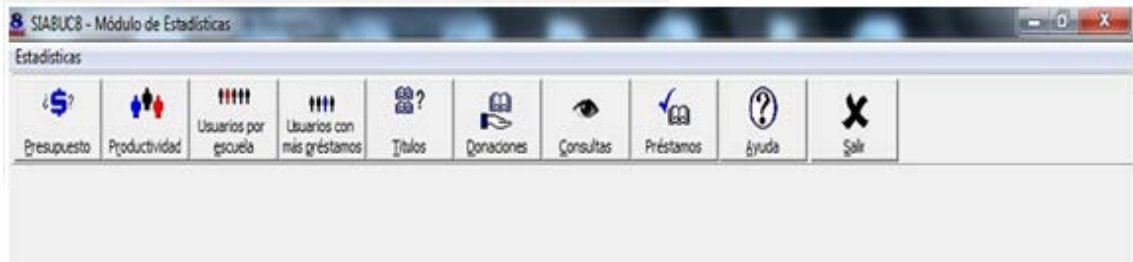 8 SIABUC8 - Módulo de Estadísticas
Estadísticas
¿$?
Presupuesto
Productividad
Usuarios por
escuela
Usuarios con
más préstamos
?
Títulos
Donaciones
Consultas
Préstamos
?
Ayuda
Salir